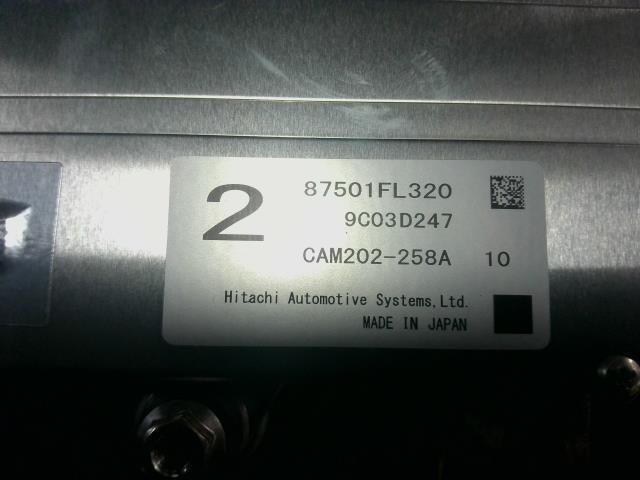 2
87501FL320
9C03D247
CAM202-258A 10
Hitachi Automotive Systems,Ltd.
MADE IN JAPAN